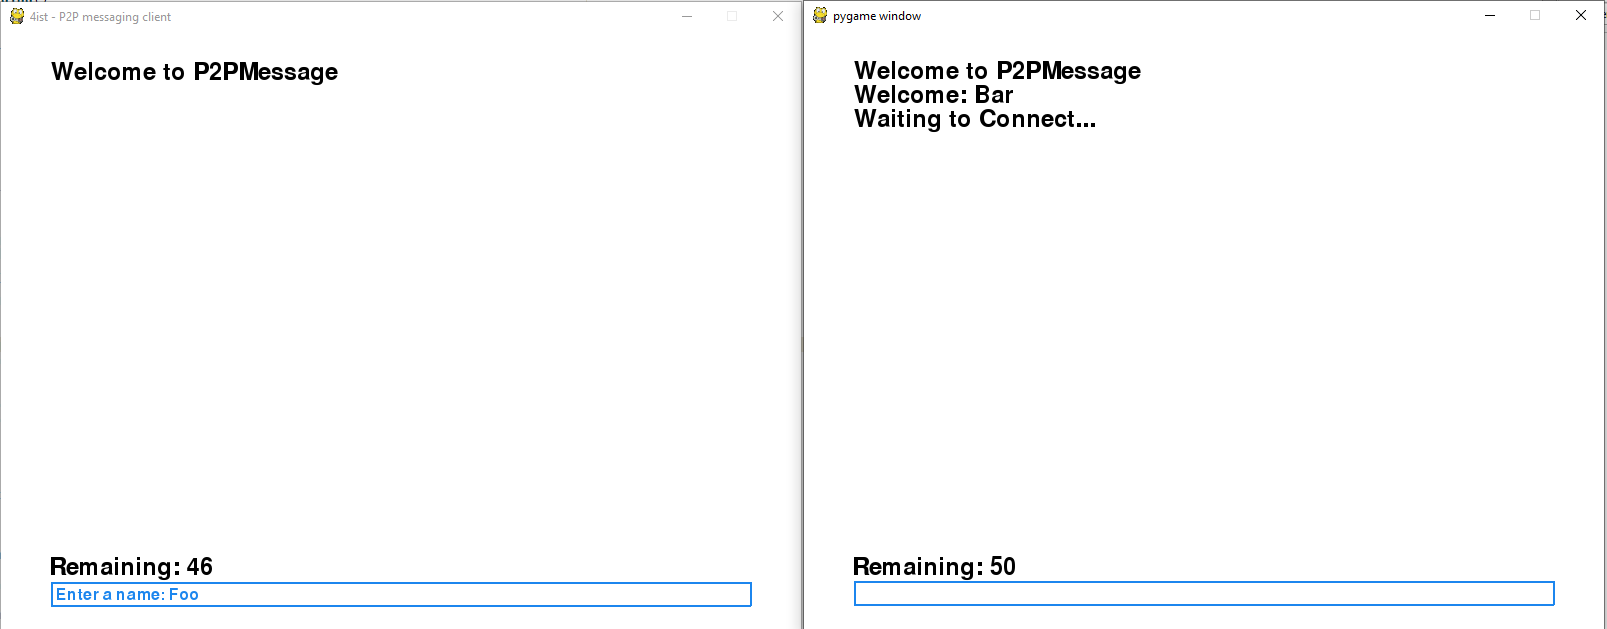 4ist - P2P messaging client
Welcome to P2PMessage
Remaining: 46
Enter a name: Foo
pygame window
Welcome to P2PMessage
Welcome: Bar
Waiting to Connect...
Remaining: 50